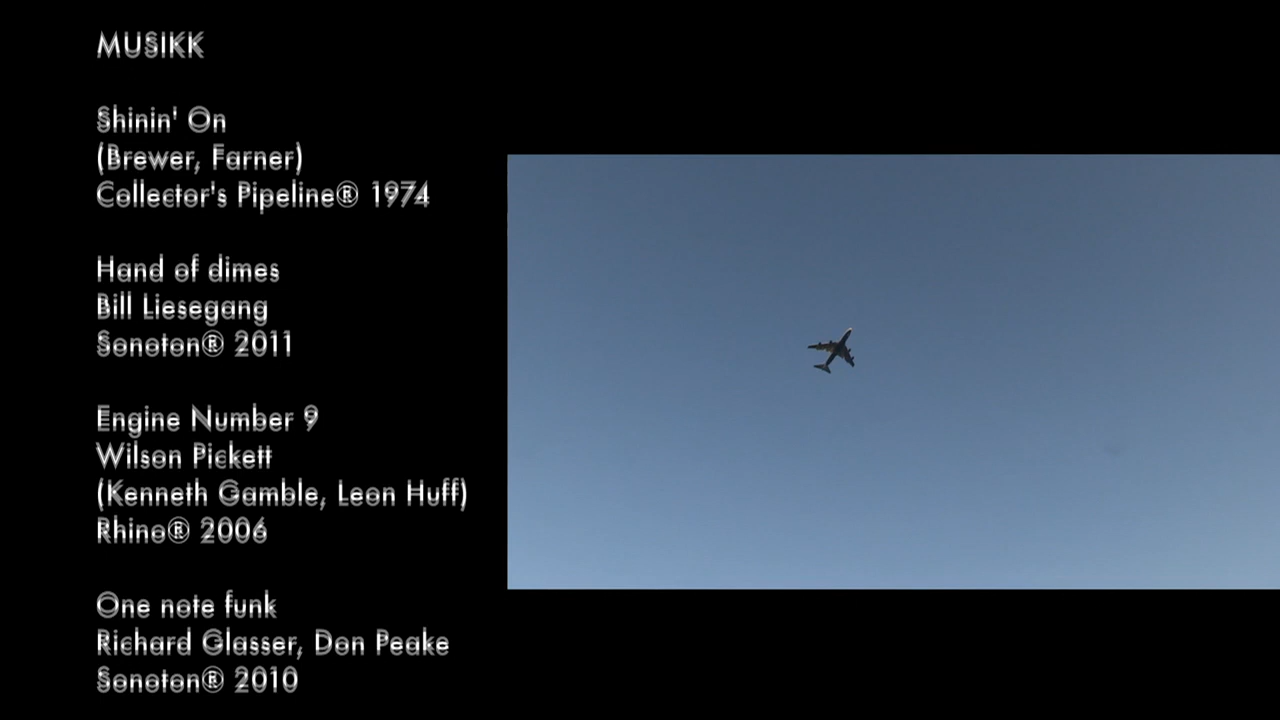 MUSIKK
Shinin' On
(Brewer, Farner)
Collector's Pipeline® 1974
Hand of dimes
Bill Liesegang
Sonoton® 2011
Engine Number 9
Wilson Pickett
(Kenneth Gamble, Leon Huff)
Rhino® 2006
One note funk
Richard Glasser, Don Peake
Sonoton® 2010